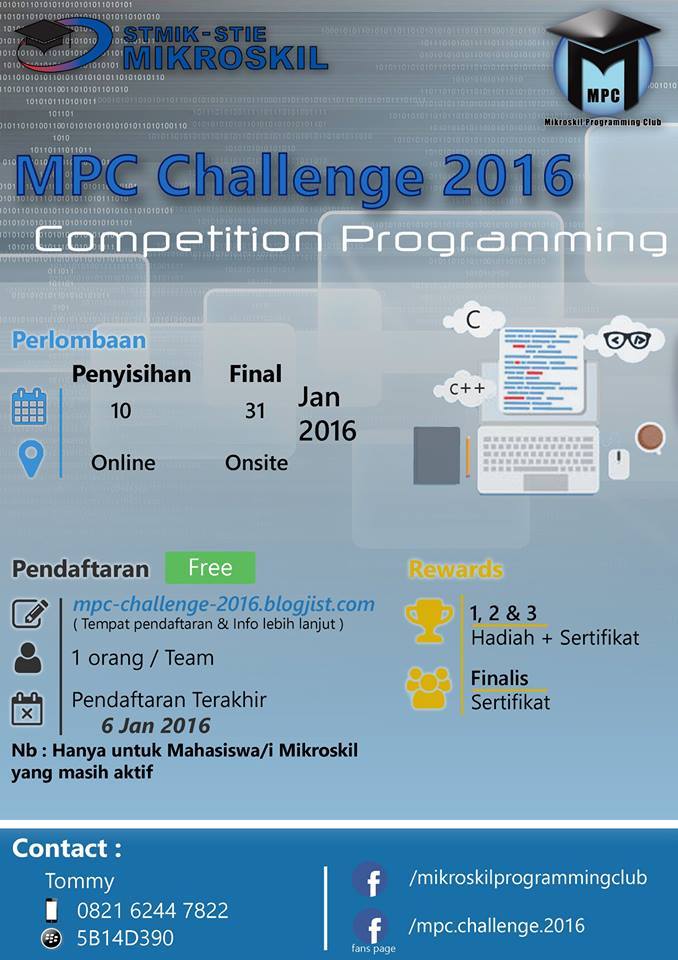 STMIK - STIE
MIKROSKIL
MPC
Mikroskil Programming Club
MPC Challenge 2016
Competition Programming
Perlombaan
Penyisihan Final
10 31 Jan
2016
Online Onsite
C
</>
C++
Pendaftaran Free
mpc-challenge-2016.blogjist.com
( Tempat pendaftaran & Info lebih lanjut )
1 orang / Team
Pendaftaran Terakhir
6 Jan 2016
Nb : Hanya untuk Mahasiswa/i Mikroskil
yang masih aktif
Rewards
1, 2 & 3
Hadiah + Sertifikat
Finalis
Sertifikat
Contact :
Tommy
0821 6244 7822
5B14D390
f /mikroskilprogrammingclub
f /mpc.challenge.2016
fans page